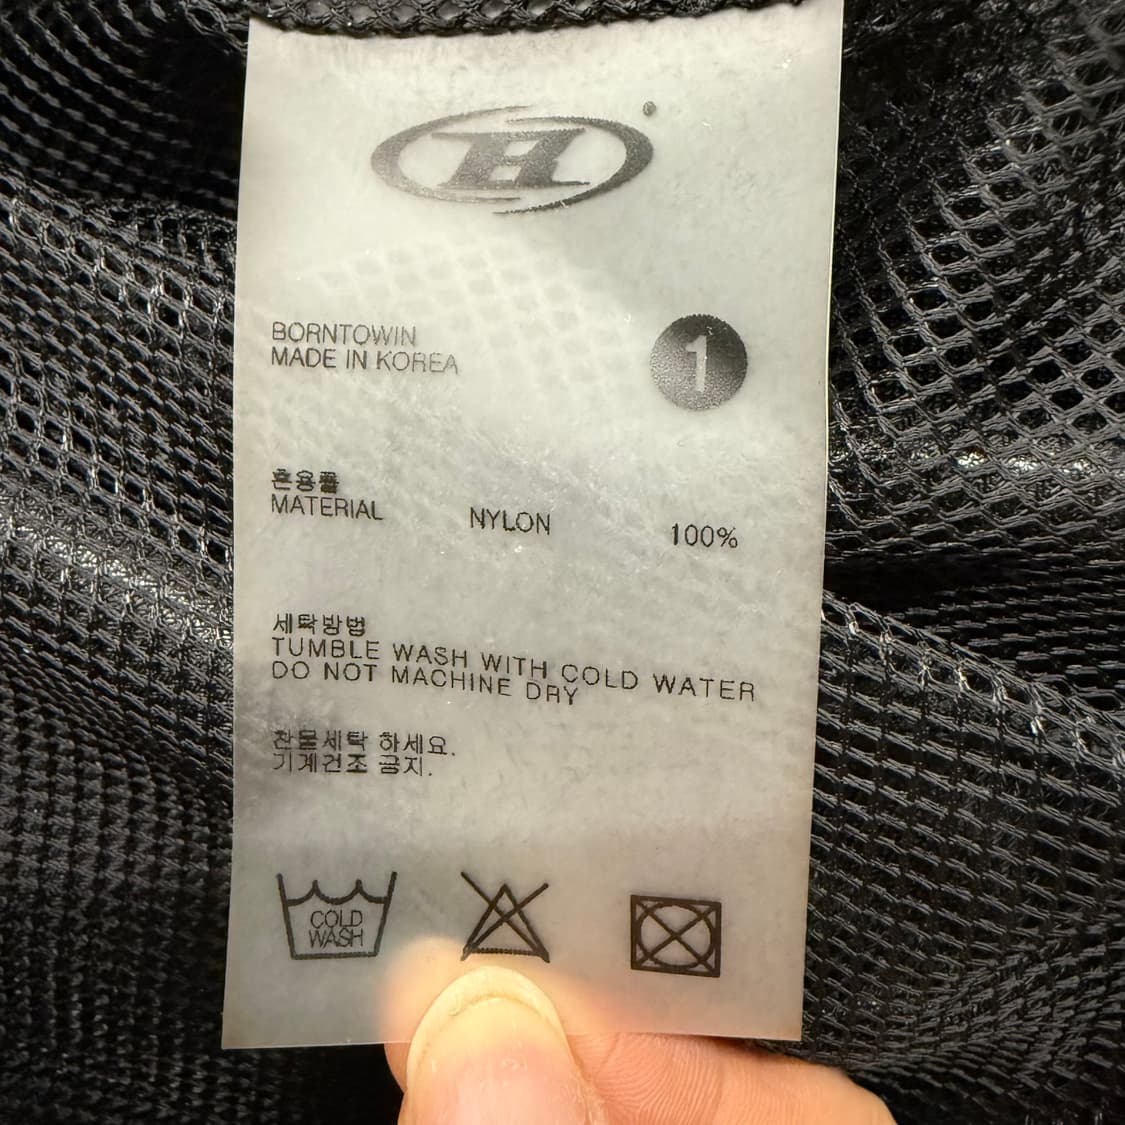 H
BORNTOWIN
MADE IN KOREA
1
혼용률
MATERIAL NYLON 100%
세탁방법
TUMBLE WASH WITH COLD WATER
DO NOT MACHINE DRY
찬물세탁 하세요.
기계건조 금지.
COLD
WASH